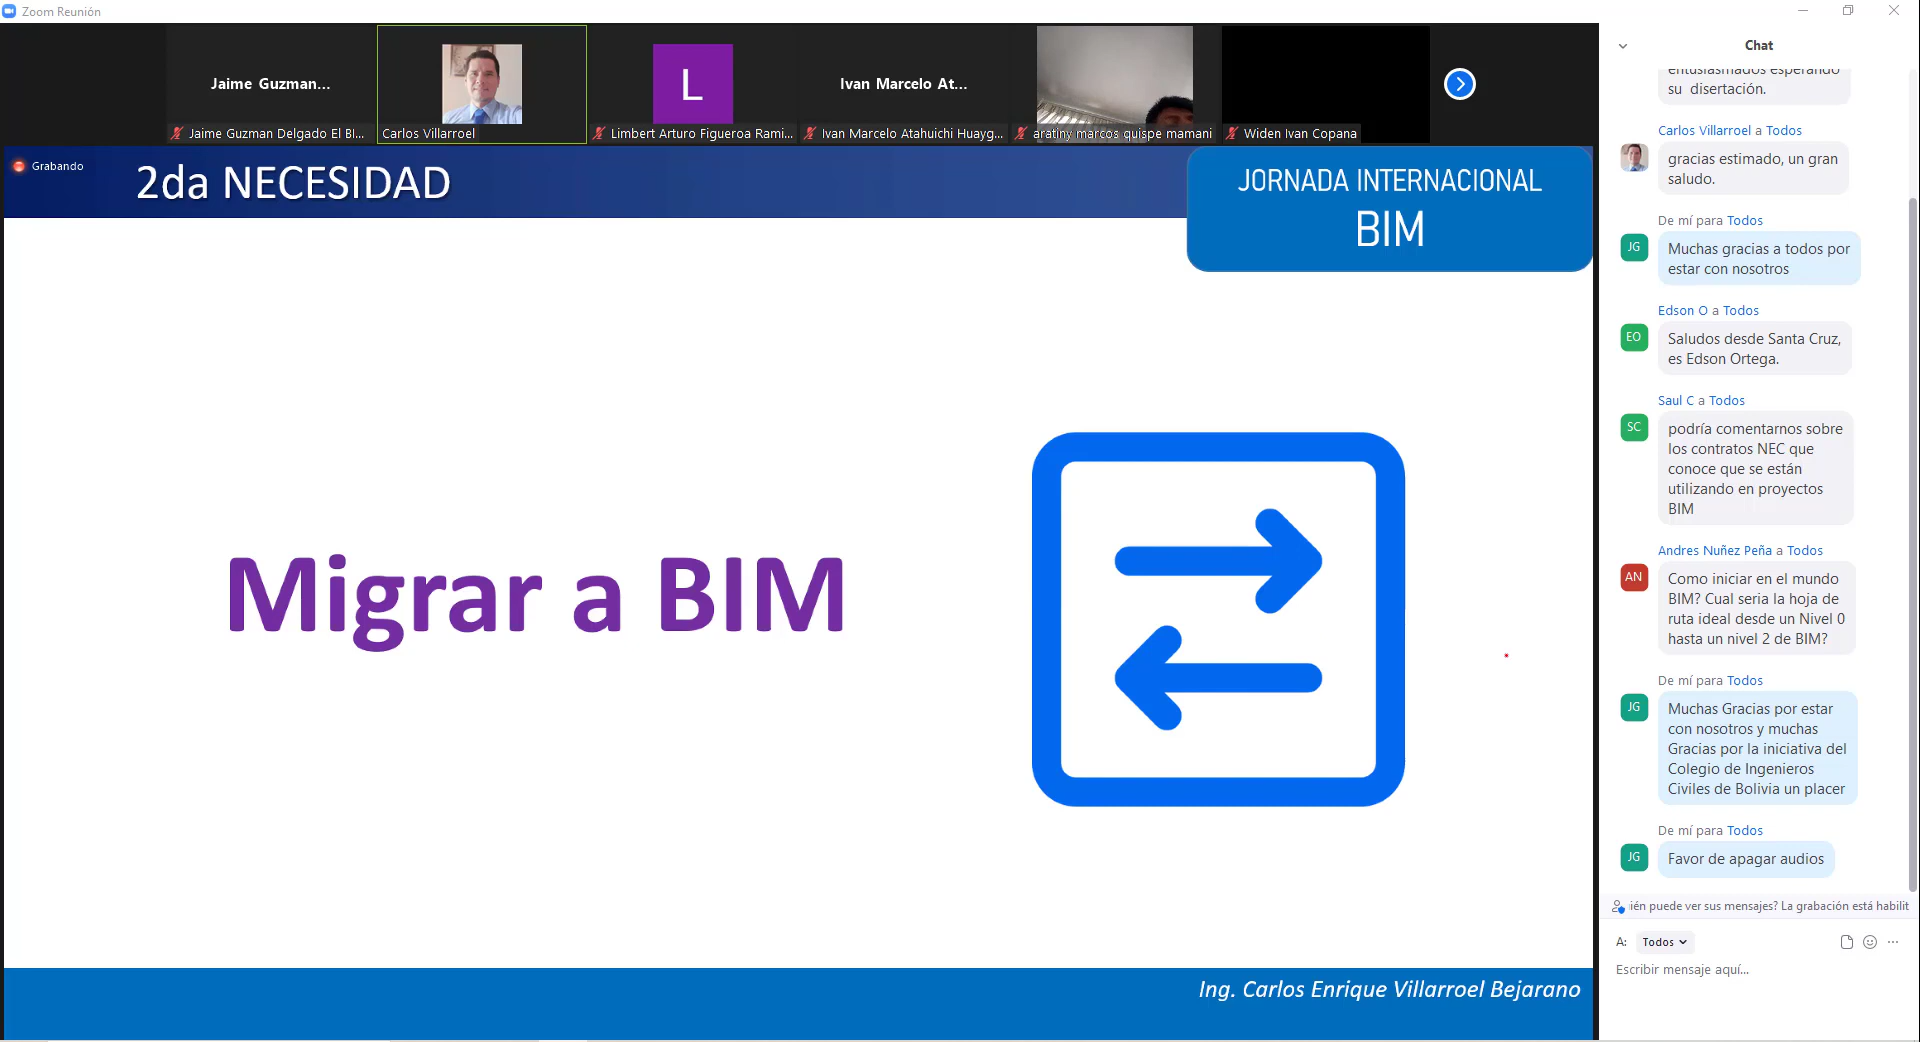 Zoom Reunión
Jaime Guzman...
Ivan Marcelo At...
L
Jaime Guzman Delgado El BI...
Carlos Villarroel
Limbert Arturo Figueroa Rami...
Ivan Marcelo Atahuichi Huayg...
aratiny marcos quispe mamani
Widen Ivan Copana
Grabando
2da NECESIDAD
JORNADA INTERNACIONAL
BIM
Migrar a BIM
Ing. Carlos Enrique Villarroel Bejarano
Chat
entusiasmados esperando
su disertación.
Carlos Villarroel a Todos
gracias estimado, un gran
saludo.
De mí para Todos
JG
Muchas gracias a todos por
estar con nosotros
Edson O a Todos
EO
Saludos desde Santa Cruz,
es Edson Ortega.
Saul C a Todos
SC
podría comentarnos sobre
los contratos NEC que
conoce que se están
utilizando en proyectos
BIM
Andres Nuñez Peña a Todos
AN
Como iniciar en el mundo
BIM? Cual seria la hoja de
ruta ideal desde un Nivel 0
hasta un nivel 2 de BIM?
De mí para Todos
JG
Muchas Gracias por estar
con nosotros y muchas
Gracias por la iniciativa del
Colegio de Ingenieros
Civiles de Bolivia un placer
De mí para Todos
JG
Favor de apagar audios
ién puede ver sus mensajes? La grabación está habilit
A: Todos
Escribir mensaje aquí...